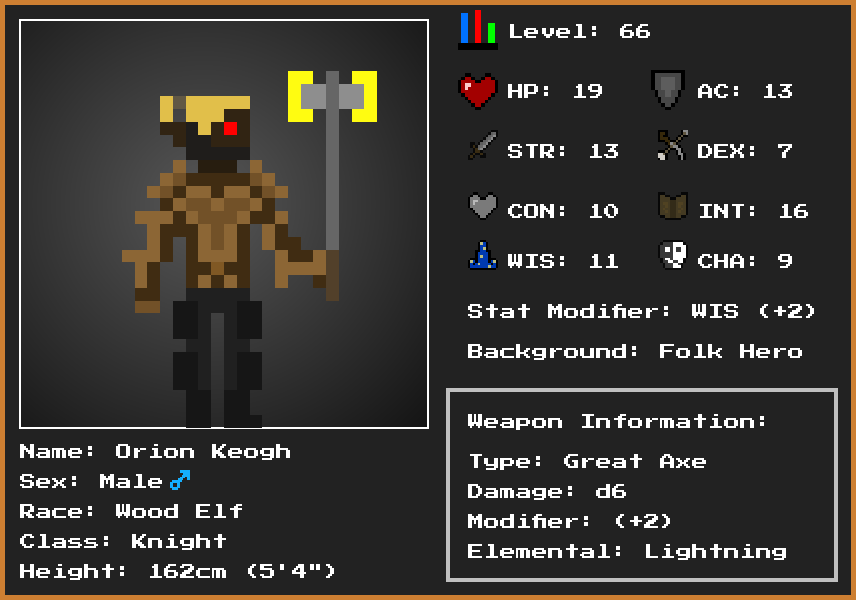 Level: 66
HP: 19
AC: 13
STR: 13
DEX: 7
CON: 10
INT: 16
WIS: 11
CHA: 9
Stat Modifier: WIS (+2)
Background: Folk Hero
Name: Orion Keogh
Sex: Male♂
Race: Wood Elf
Class: Knight
Height: 162cm (5'4")
Weapon Information:
Type: Great Axe
Damage: d6
Modifier: (+2)
Elemental: Lightning